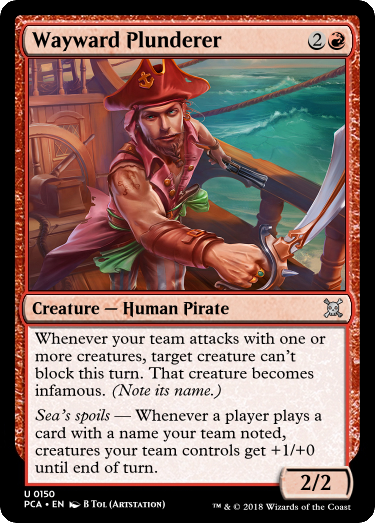 Wayward Plunderer 2
Creature — Human Pirate
Whenever your team attacks with one or
more creatures, target creature can't
block this turn. That creature becomes
infamous. (Note its name.)
Sea's spoils — Whenever a player plays a
card with a name your team noted,
creatures your team controls get +1/+0
until end of turn.
2/2
U 0150
PCA • EN B Tol (Artstation)
™ & © 2018 Wizards of the Coast